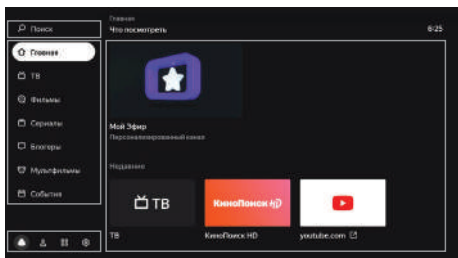 Поиск
Главная
ТВ
Фильмы
Сериалы
Блогеры
Мультфильмы
События
Главная
Что посмотреть
6:25
Мой Эфир
Персонализированный канал
Недавние
ТВ
КиноПоиск HD
ТВ
КиноПоиск HD
youtube.com